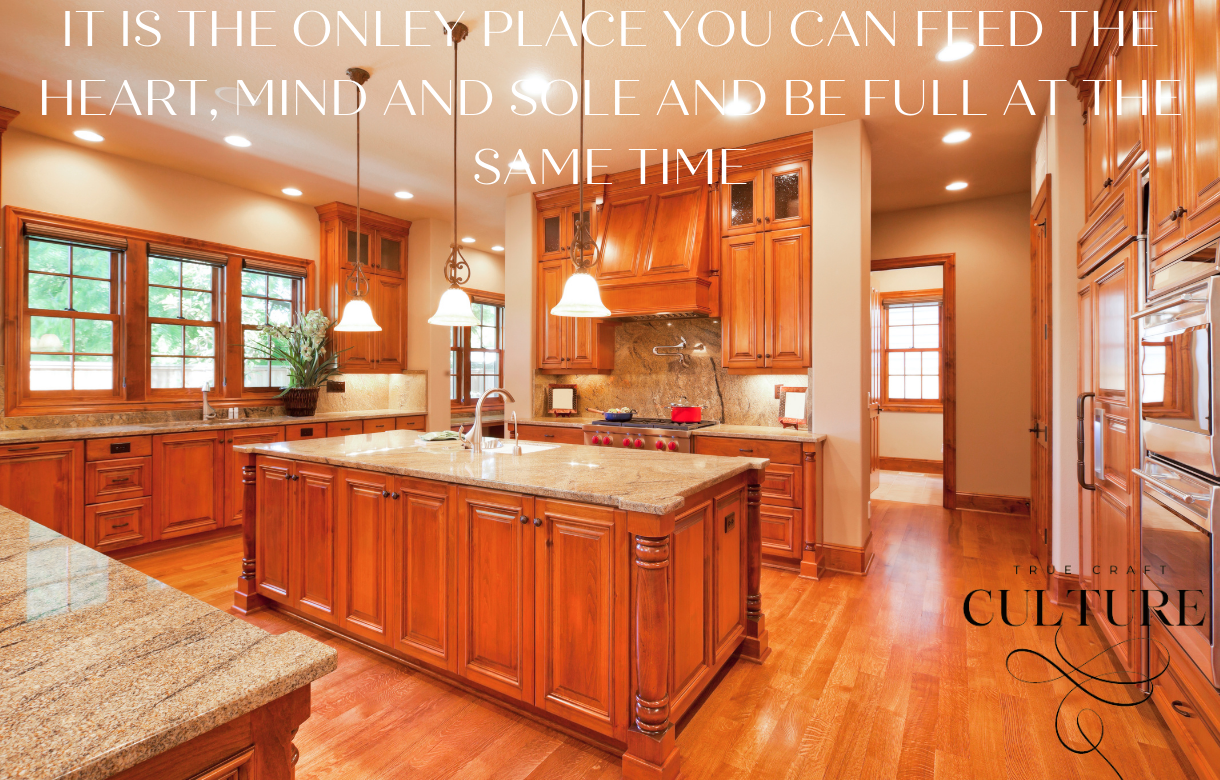 IT IS THE ONLEY PLACE YOU CAN FEED THE
HEART, MIND AND SOLE AND BE FULL AT THE
SAME TIME
TRUE CRAFT
CULTURE